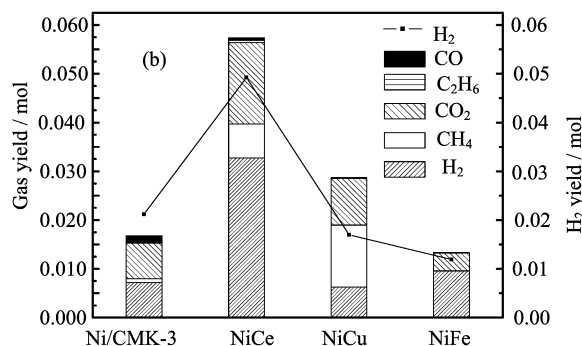 0.060
0.050
0.040
0.030
0.020
0.010
0.000
Gas yield / mol
(b)
H₂
CO
C₂H₆
CO₂
CH₄
H₂
0.06
0.05
0.04
0.03
0.02
0.01
0.00
H₂ yield / mol
Ni/CMK-3 NiCe NiCu NiFe